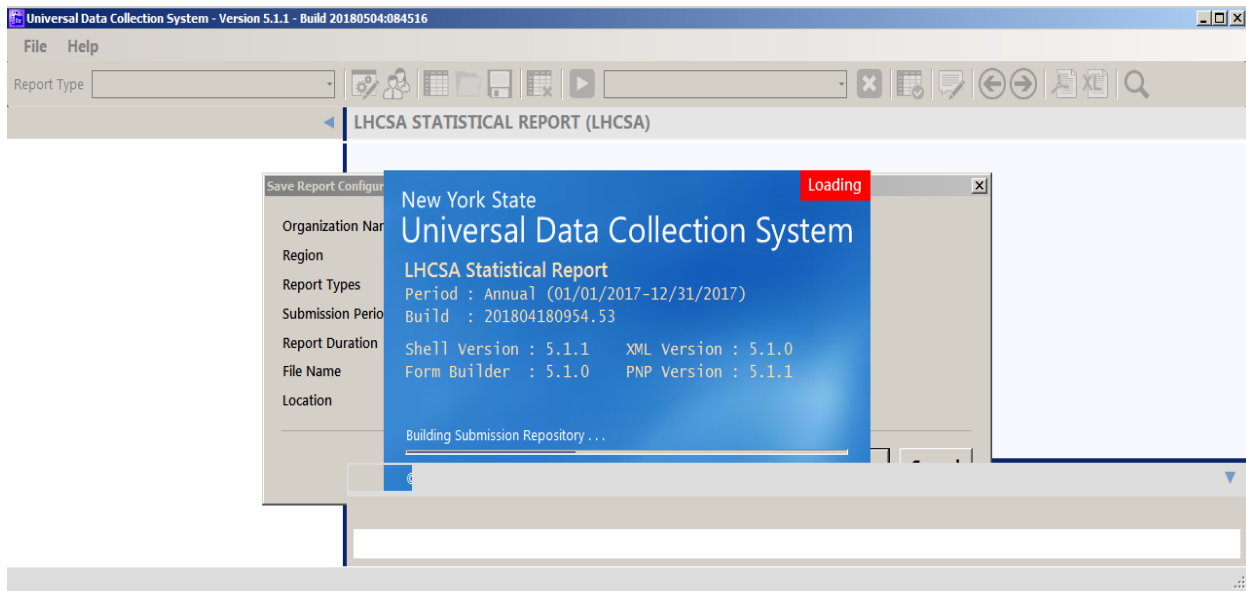 Universal Data Collection System - Version 5.1.1 - Build 20180504:084516
File Help
Report Type
LHCSA STATISTICAL REPORT (LHCSA)
Save Report
Loading
New York State
Universal Data Collection System
LHCSA Statistical Report
Period : Annual (01/01/2017-12/31/2017)
Build : 201804180954.53
Shell Version : 5.1.1 XML Version : 5.1.0
Form Builder : 5.1.0 PNP Version : 5.1.1
Building Submission Repository . . .
Organization
Region
Report Types
Submission
Report Duration
File Name
Location
©